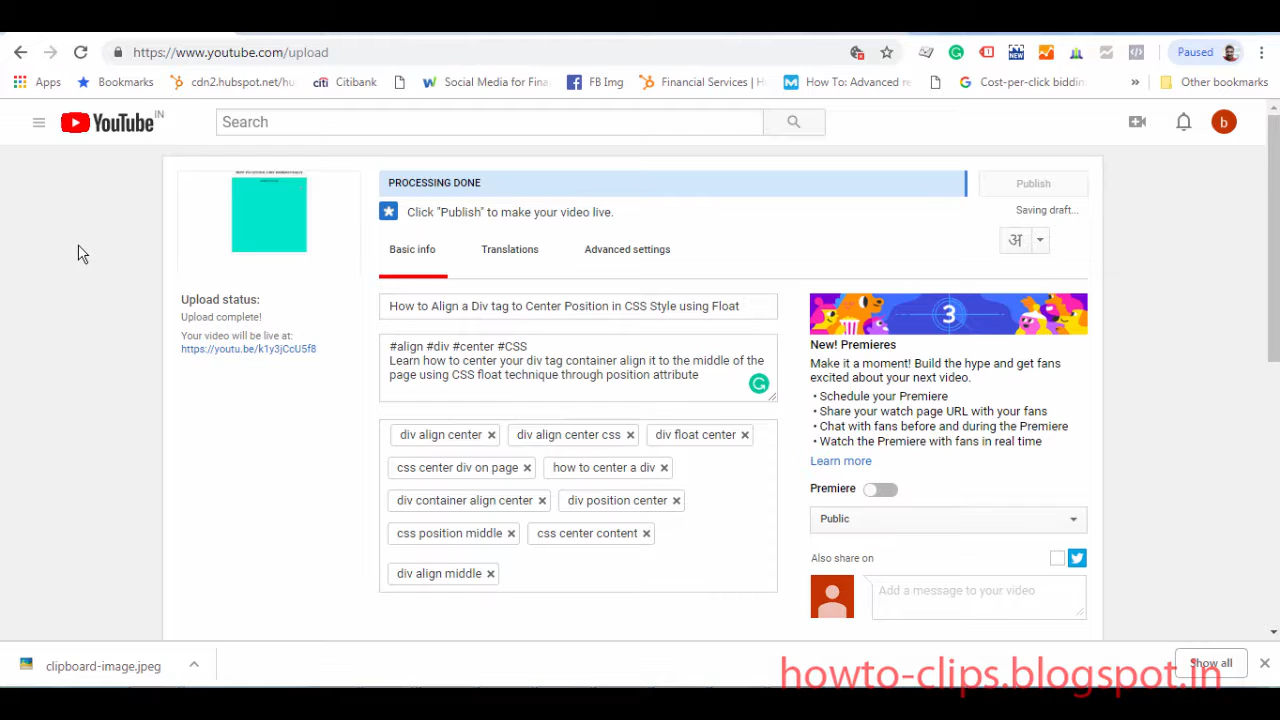 https://www.youtube.com/upload
Paused
Apps
Bookmarks
cdn2.hubspot.net/hu
citi Citibank
Social Media for Fina
FB Img
Financial Services | H
How To: Advanced re
Cost-per-click biddin
»
Other bookmarks
YouTube IN
Search
b
PROCESSING DONE
Publish
Click "Publish" to make your video live.
Saving draft...
अ
Basic info
Translations
Advanced settings
Upload status:
Upload complete!
Your video will be live at:
https://youtu.be/k1y3jCcU5f8
How to Align a Div tag to Center Position in CSS Style using Float
#align #div #center #CSS
Learn how to center your div tag container align it to the middle of the
page using CSS float technique through position attribute
div align center
div align center css
div float center
css center div on page
how to center a div
div container align center
div position center
css position middle
css center content
div align middle
3
New! Premieres
Make it a moment! Build the hype and get fans
excited about your next video.
• Schedule your Premiere
• Share your watch page URL with your fans
• Chat with fans before and during the Premiere
• Watch the Premiere with fans in real time
Learn more
Premiere
Public
Also share on
Add a message to your video
clipboard-image.jpeg
Show all
howto-clips.blogspot.in